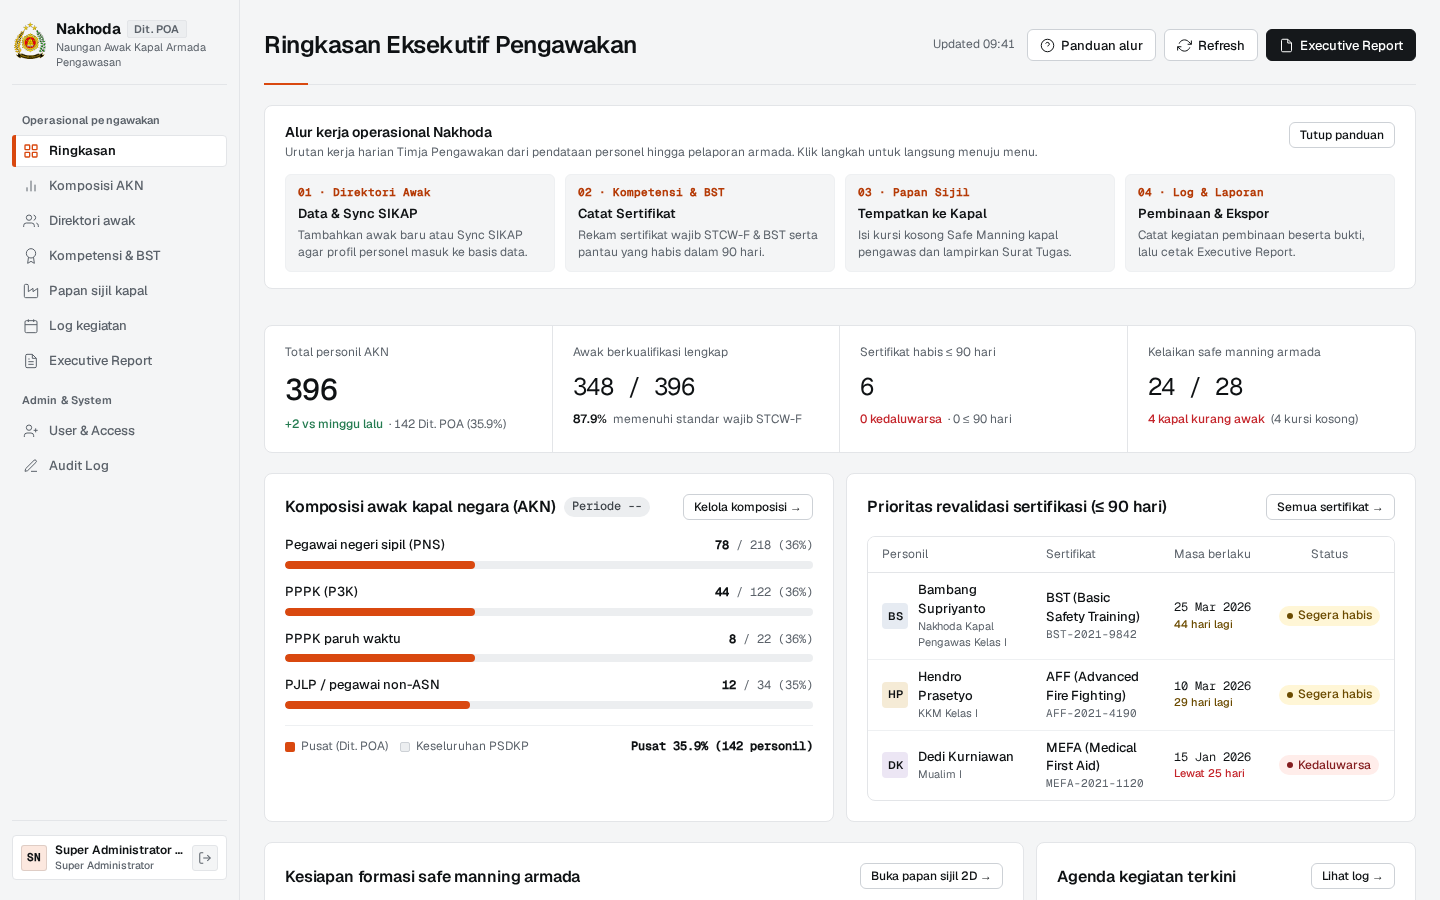 Nakhoda Dit. POA
Naungan Awak Kapal Armada
Pengawasan
Operasional pengawakan
Ringkasan
Komposisi AKN
Direktori awak
Kompetensi & BST
Papan sijil kapal
Log kegiatan
Executive Report
Admin & System
User & Access
Audit Log
SN
Super Administrator ...
Super Administrator
Ringkasan Eksekutif Pengawakan
Updated 09:41
Panduan alur
Refresh
Executive Report
Alur kerja operasional Nakhoda
Urutan kerja harian Timja Pengawakan dari pendataan personel hingga pelaporan armada. Klik langkah untuk langsung menuju menu.
Tutup panduan
01 · Direktori Awak
Data & Sync SIKAP
Tambahkan awak baru atau Sync SIKAP
agar profil personel masuk ke basis data.
02 · Kompetensi & BST
Catat Sertifikat
Rekam sertifikat wajib STCW-F & BST serta
pantau yang habis dalam 90 hari.
03 · Papan Sijil
Tempatkan ke Kapal
Isi kursi kosong Safe Manning kapal
pengawas dan lampirkan Surat Tugas.
04 · Log & Laporan
Pembinaan & Ekspor
Catat kegiatan pembinaan beserta bukti,
lalu cetak Executive Report.
Total personil AKN
396
+2 vs minggu lalu · 142 Dit. POA (35.9%)
Awak berkualifikasi lengkap
348 / 396
87.9% memenuhi standar wajib STCW-F
Sertifikat habis ≤ 90 hari
6
0 kedaluwarsa · 0 ≤ 90 hari
Kelaikan safe manning armada
24 / 28
4 kapal kurang awak (4 kursi kosong)
Komposisi awak kapal negara (AKN) Periode --
Kelola komposisi →
Pegawai negeri sipil (PNS) 78 / 218 (36%)
PPPK (P3K) 44 / 122 (36%)
PPPK paruh waktu 8 / 22 (36%)
PJLP / pegawai non-ASN 12 / 34 (35%)
Pusat (Dit. POA) Keseluruhan PSDKP Pusat 35.9% (142 personil)
Prioritas revalidasi sertifikasi (≤ 90 hari)
Semua sertifikat →
Personil Sertifikat Masa berlaku Status
BS
Bambang
Supriyanto
Nakhoda Kapal
Pengawas Kelas I
BST (Basic
Safety Training)
BST-2021-9842
25 Mar 2026
44 hari lagi
Segera habis
HP
Hendro
Prasetyo
KKM Kelas I
AFF (Advanced
Fire Fighting)
AFF-2021-4190
10 Mar 2026
29 hari lagi
Segera habis
DK
Dedi Kurniawan
Mualim I
MEFA (Medical
First Aid)
MEFA-2021-1120
15 Jan 2026
Lewat 25 hari
Kedaluwarsa
Kesiapan formasi safe manning armada
Buka papan sijil 2D →
Agenda kegiatan terkini
Lihat log →